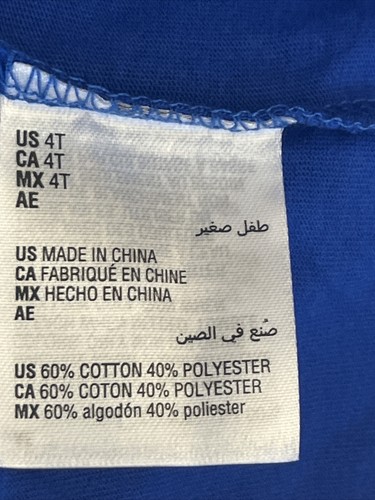 US 4T
CA 4T
MX 4T
AE
طفل صغير
US MADE IN CHINA
CA FABRIQUÉ EN CHINE
MX HECHO EN CHINA
AE
صُنع في الصين
US 60% COTTON 40% POLYESTER
CA 60% COTON 40% POLYESTER
MX 60% algodón 40% poliester